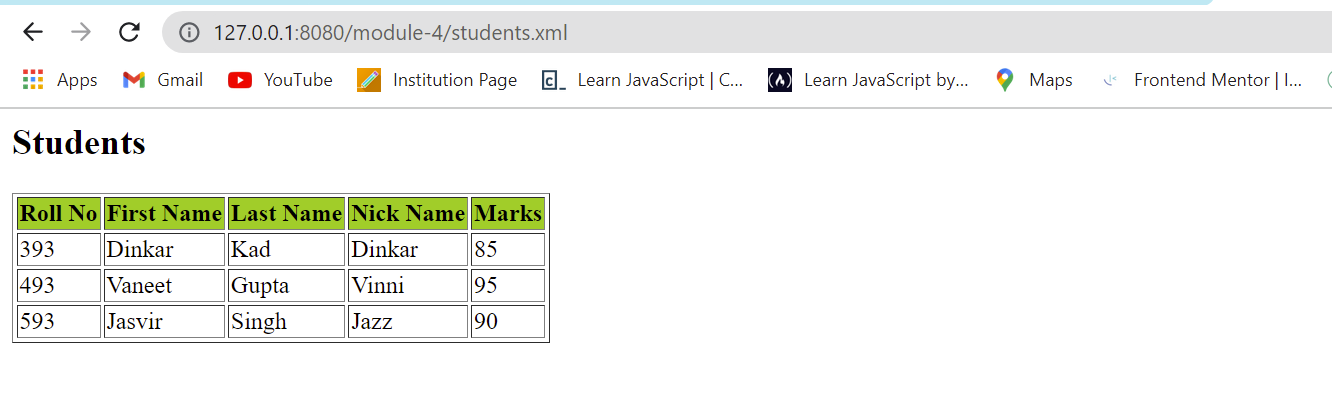 127.0.0.1:8080/module-4/students.xml
Apps Gmail YouTube Institution Page Learn JavaScript | C... Learn JavaScript by... Maps Frontend Mentor | I...
Students
Roll No First Name Last Name Nick Name Marks
393 Dinkar Kad Dinkar 85
493 Vaneet Gupta Vinni 95
593 Jasvir Singh Jazz 90